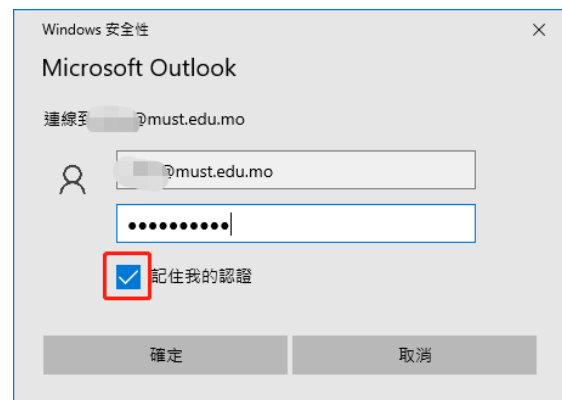 Windows 安全性
Microsoft Outlook
連線到 @must.edu.mo
@must.edu.mo
記住我的認證
確定
取消